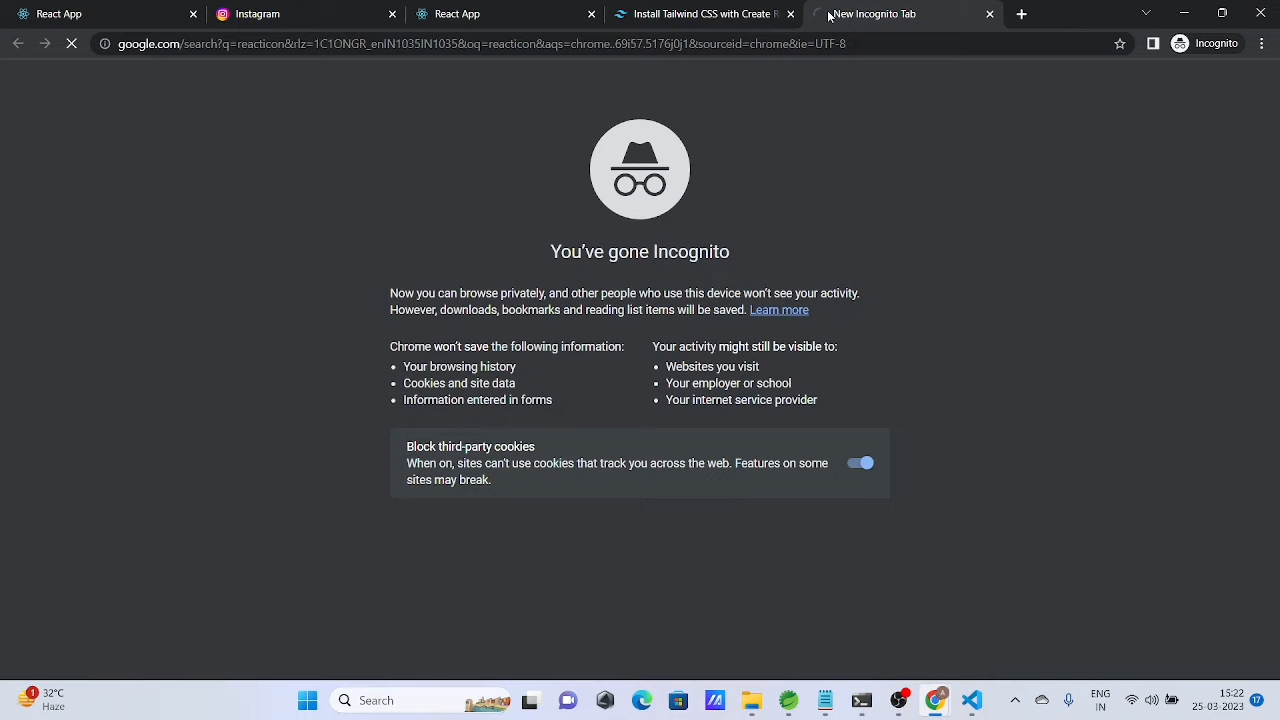 React App
Instagram
React App
Install Tailwind CSS with Create R
New Incognito Tab
google.com/search?q=reacticon&rlz=1C1ONGR_enIN1035IN1035&oq=reacticon&aqs=chrome..69i57.5176j0j1&sourceid=chrome&ie=UTF-8
Incognito
You've gone Incognito
Now you can browse privately, and other people who use this device won't see your activity.
However, downloads, bookmarks and reading list items will be saved. Learn more
Chrome won't save the following information:
• Your browsing history
• Cookies and site data
• Information entered in forms
Your activity might still be visible to:
• Websites you visit
• Your employer or school
• Your internet service provider
Block third-party cookies
When on, sites can't use cookies that track you across the web. Features on some
sites may break.
1
32°C
Haze
Search
A
ENG
IN
15:22
25-03-2023
17